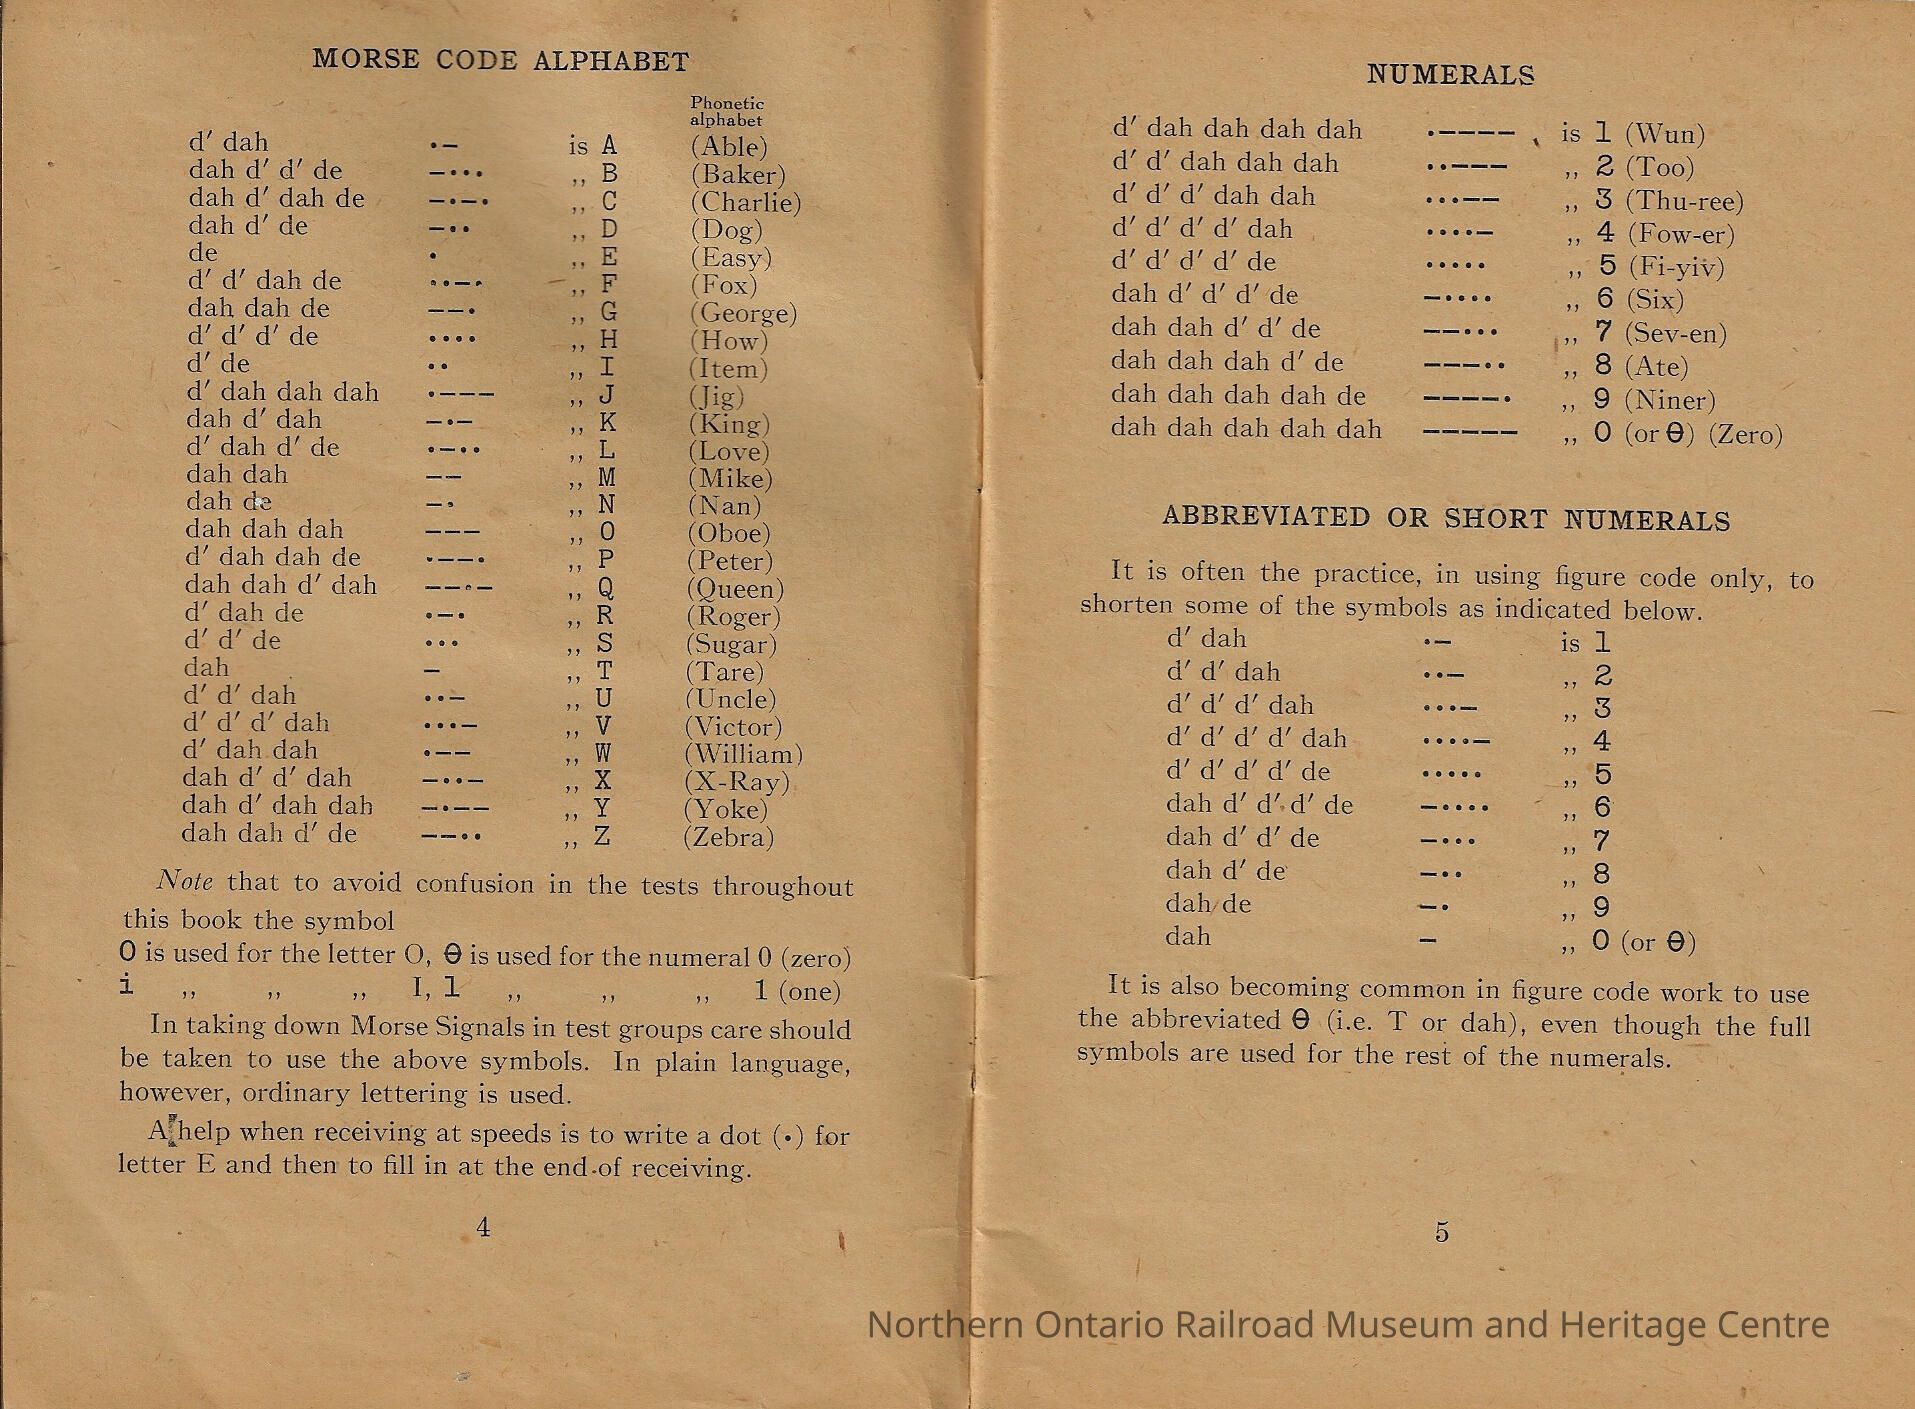 MORSE CODE ALPHABET
Phonetic
alphabet
d′ dah •– is A (Able)
dah d′ d′ de –••• ,, B (Baker)
dah d′ dah de –•–• ,, C (Charlie)
dah d′ de –•• ,, D (Dog)
de • ,, E (Easy)
d′ d′ dah de ••–• ,, F (Fox)
dah dah de ––• ,, G (George)
d′ d′ d′ de •••• ,, H (How)
d′ de •• ,, I (Item)
d′ dah dah dah •––– ,, J (Jig)
dah d′ dah –•– ,, K (King)
d′ dah d′ de •–•• ,, L (Love)
dah dah –– ,, M (Mike)
dah de –• ,, N (Nan)
dah dah dah ––– ,, O (Oboe)
d′ dah dah de •––• ,, P (Peter)
dah dah d′ dah ––•– ,, Q (Queen)
d′ dah de •–• ,, R (Roger)
d′ d′ de ••• ,, S (Sugar)
dah – ,, T (Tare)
d′ d′ dah ••– ,, U (Uncle)
d′ d′ d′ dah •••– ,, V (Victor)
d′ dah dah •–– ,, W (William)
dah d′ d′ dah –••– ,, X (X-Ray)
dah d′ dah dah –•–– ,, Y (Yoke)
dah dah d′ de ––•• ,, Z (Zebra)
Note that to avoid confusion in the tests throughout
this book the symbol
O is used for the letter O, Θ is used for the numeral 0 (zero)
i ,, ,, ,, I, 1 ,, ,, ,, 1 (one)
In taking down Morse Signals in test groups care should
be taken to use the above symbols. In plain language,
however, ordinary lettering is used.
A help when receiving at speeds is to write a dot (•) for
letter E and then to fill in at the end of receiving.
4
NUMERALS
d′ dah dah dah dah •–––– is 1 (Wun)
d′ d′ dah dah dah ••––– ,, 2 (Too)
d′ d′ d′ dah dah •••–– ,, 3 (Thu-ree)
d′ d′ d′ d′ dah ••••– ,, 4 (Fow-er)
d′ d′ d′ d′ de ••••• ,, 5 (Fi-yiv)
dah d′ d′ d′ de –•••• ,, 6 (Six)
dah dah d′ d′ de ––••• ,, 7 (Sev-en)
dah dah dah d′ de –––•• ,, 8 (Ate)
dah dah dah dah de ––––• ,, 9 (Niner)
dah dah dah dah dah ––––– ,, 0 (or Θ) (Zero)
ABBREVIATED OR SHORT NUMERALS
It is often the practice, in using figure code only, to
shorten some of the symbols as indicated below.
d′ dah •– is 1
d′ d′ dah ••– ,, 2
d′ d′ d′ dah •••– ,, 3
d′ d′ d′ d′ dah ••••– ,, 4
d′ d′ d′ d′ de ••••• ,, 5
dah d′ d′ d′ de –•••• ,, 6
dah d′ d′ de –••• ,, 7
dah d′ de –•• ,, 8
dah de –• ,, 9
dah – ,, 0 (or Θ)
It is also becoming common in figure code work to use
the abbreviated Θ (i.e. T or dah), even though the full
symbols are used for the rest of the numerals.
5
Northern Ontario Railroad Museum and Heritage Centre